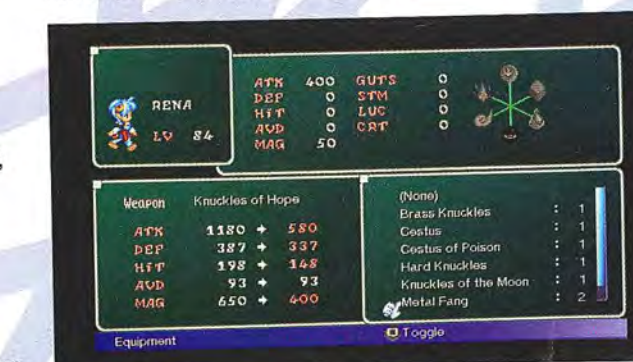 RENA
LV 84
ATK 400 GUTS 0
DEF 0 STM 0
HIT 0 LUC 0
AVD 0 CRT 0
MAG 50
Weapon Knuckles of Hope
ATK 1180 → 580
DEF 387 → 337
HIT 198 → 148
AVD 93 → 93
MAG 650 → 400
(None)
Brass Knuckles : 1
Cestus : 1
Cestus of Poison : 1
Hard Knuckles : 1
Knuckles of the Moon : 1
Metal Fang : 2
Equipment
Toggle